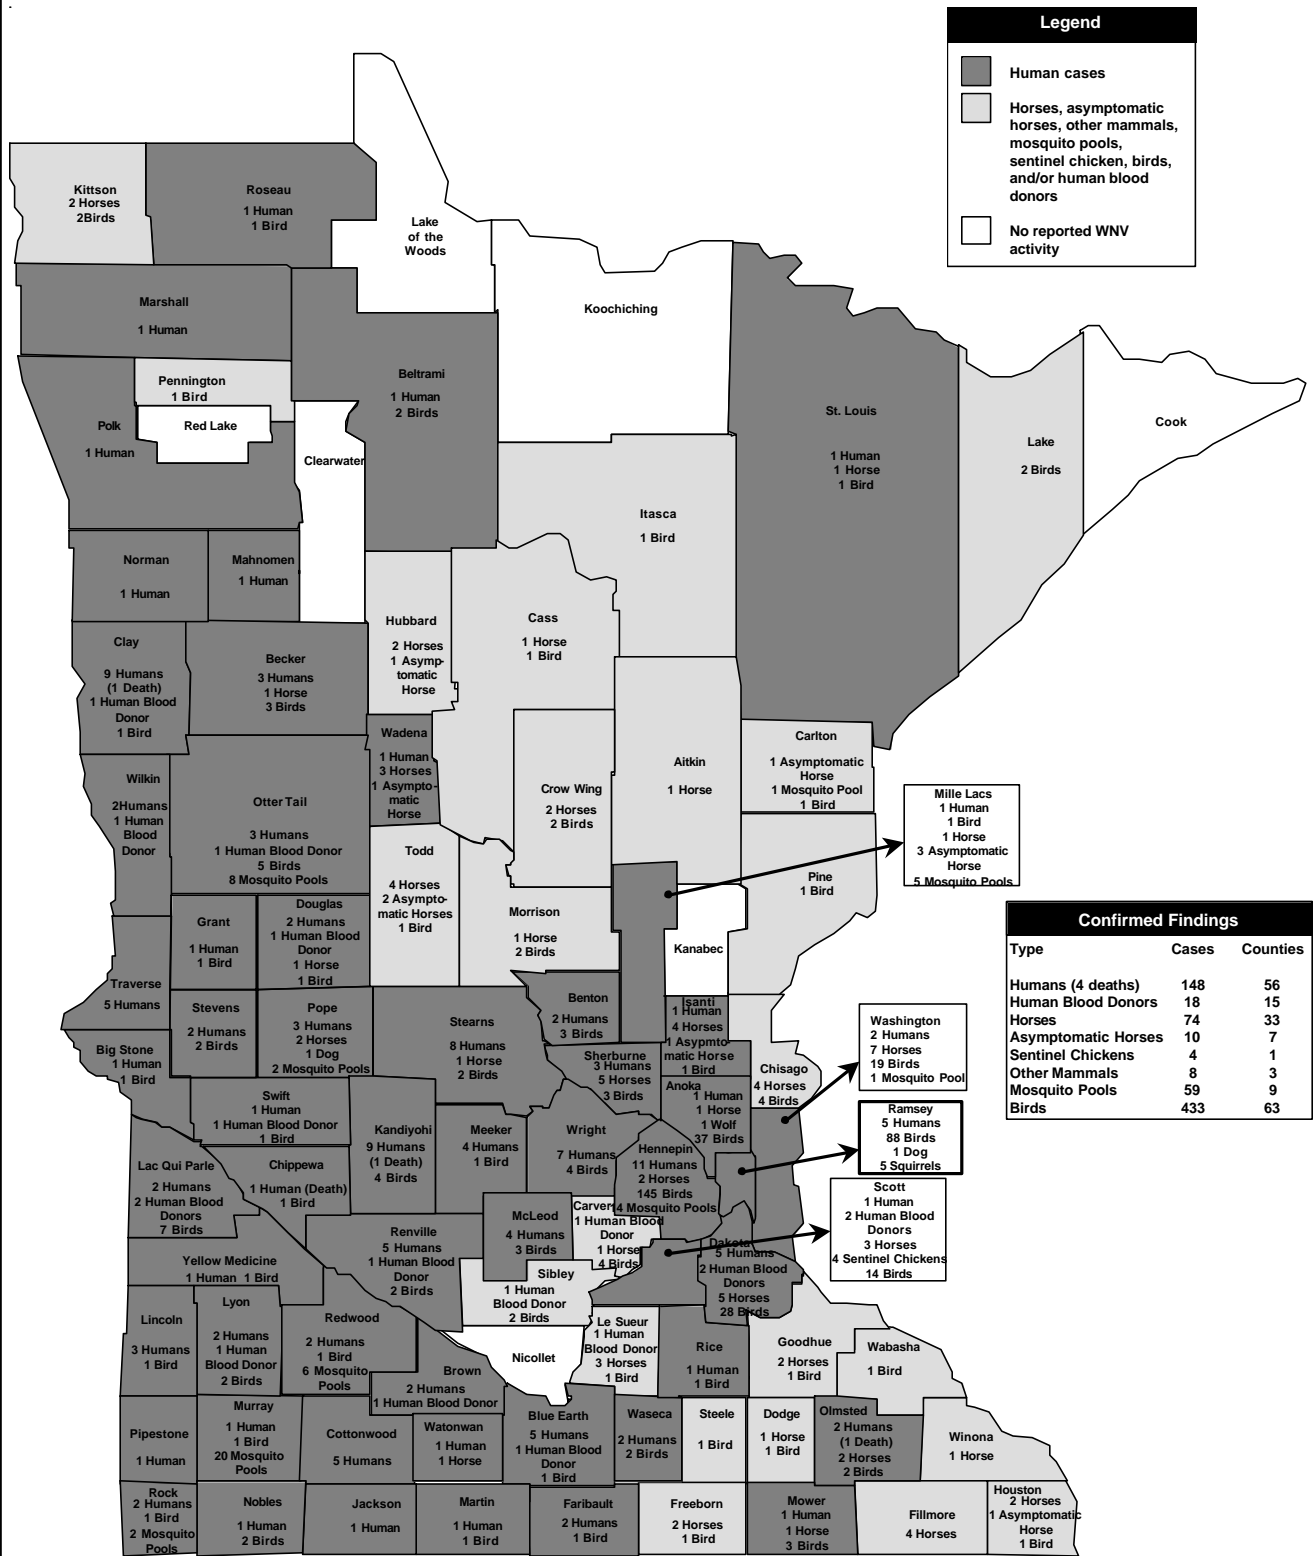 Legend
Human cases
Horses, asymptomatic
horses, other mammals,
mosquito pools,
sentinel chicken, birds,
and/or human blood
donors
No reported WNV
activity
Kittson
2 Horses
2Birds
Roseau
1 Human
1 Bird
Lake
of the
Woods
Koochiching
Marshall
1 Human
Pennington
1 Bird
Beltrami
1 Human
2 Birds
St. Louis
1 Human
1 Horse
1 Bird
Cook
Lake
2 Birds
Polk
1 Human
Red Lake
Clearwater
Itasca
1 Bird
Norman
1 Human
Mahnomen
1 Human
Hubbard
2 Horses
1 Asymp-
tomatic
Horse
Cass
1 Horse
1 Bird
Clay
9 Humans
(1 Death)
1 Human Blood
Donor
1 Bird
Becker
3 Humans
1 Horse
3 Birds
Wadena
1 Human
3 Horses
1 Asympto-
matic
Horse
Crow Wing
2 Horses
2 Birds
Aitkin
1 Horse
Carlton
1 Asymptomatic
Horse
1 Mosquito Pool
1 Bird
Wilkin
2Humans
1 Human
Blood
Donor
Otter Tail
3 Humans
1 Human Blood Donor
5 Birds
8 Mosquito Pools
Mille Lacs
1 Human
1 Bird
1 Horse
3 Asymptomatic
Horse
5 Mosquito Pools
Todd
4 Horses
2 Asympto-
matic Horses
1 Bird
Morrison
1 Horse
2 Birds
Pine
1 Bird
Kanabec
Grant
1 Human
1 Bird
Douglas
2 Humans
1 Human Blood
Donor
1 Horse
1 Bird
Confirmed Findings
Type Cases Counties
Humans (4 deaths) 148 56
Human Blood Donors 18 15
Horses 74 33
Asymptomatic Horses 10 7
Sentinel Chickens 4 1
Other Mammals 8 3
Mosquito Pools 59 9
Birds 433 63
Traverse
5 Humans
Stevens
2 Humans
2 Birds
Pope
3 Humans
2 Horses
1 Dog
2 Mosquito Pools
Stearns
8 Humans
1 Horse
2 Birds
Benton
2 Humans
3 Birds
Isanti
1 Human
4 Horses
1 Asypmto-
matic Horse
1 Bird
Washington
2 Humans
7 Horses
19 Birds
1 Mosquito Pool
Big Stone
1 Human
1 Bird
Sherburne
3 Humans
5 Horses
3 Birds
Chisago
4 Horses
4 Birds
Anoka
1 Human
1 Horse
1 Wolf
37 Birds
Swift
1 Human
1 Human Blood Donor
1 Bird
Kandiyohi
9 Humans
(1 Death)
4 Birds
Meeker
4 Humans
1 Bird
Wright
7 Humans
4 Birds
Hennepin
11 Humans
2 Horses
145 Birds
14 Mosquito Pools
Ramsey
5 Humans
88 Birds
1 Dog
5 Squirrels
Lac Qui Parle
2 Humans
2 Human Blood
Donors
7 Birds
Chippewa
1 Human (Death)
1 Bird
Scott
1 Human
2 Human Blood
Donors
3 Horses
4 Sentinel Chickens
14 Birds
Renville
5 Humans
1 Human Blood
Donor
2 Birds
McLeod
4 Humans
3 Birds
Carver
1 Human Blood
Donor
1 Horse
4 Birds
Dakota
5 Humans
2 Human Blood
Donors
5 Horses
28 Birds
Yellow Medicine
1 Human 1 Bird
Sibley
1 Human
Blood Donor
2 Birds
Lincoln
3 Humans
1 Bird
Lyon
2 Humans
1 Human
Blood Donor
2 Birds
Redwood
2 Humans
1 Bird
6 Mosquito
Pools
Brown
2 Humans
1 Human Blood Donor
Nicollet
Le Sueur
1 Human
Blood Donor
3 Horses
1 Bird
Rice
1 Human
1 Bird
Goodhue
2 Horses
1 Bird
Wabasha
1 Bird
Pipestone
1 Human
Murray
1 Human
1 Bird
20 Mosquito
Pools
Cottonwood
5 Humans
Watonwan
1 Human
1 Horse
Blue Earth
5 Humans
1 Human Blood
Donor
1 Bird
Waseca
2 Humans
2 Birds
Steele
1 Bird
Dodge
1 Horse
1 Bird
Olmsted
2 Humans
(1 Death)
2 Horses
2 Birds
Winona
1 Horse
Rock
2 Humans
1 Bird
2 Mosquito
Pools
Nobles
1 Human
2 Birds
Jackson
1 Human
Martin
1 Human
1 Bird
Faribault
2 Humans
1 Bird
Freeborn
2 Horses
1 Bird
Mower
1 Human
1 Horse
3 Birds
Fillmore
4 Horses
Houston
2 Horses
1 Asymptomatic
Horse
1 Bird